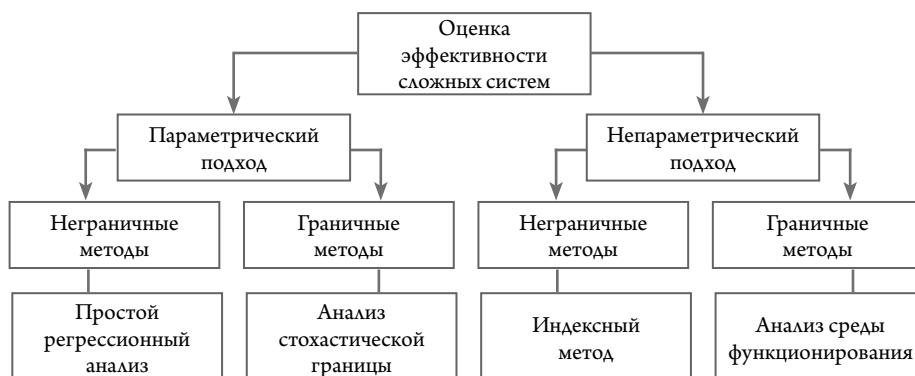 Оценка
эффективности
сложных систем
Параметрический
подход
Непараметрический
подход
Неграничные
методы
Граничные
методы
Неграничные
методы
Граничные
методы
Простой
регрессионный
анализ
Анализ
стохастической
границы
Индексный
метод
Анализ среды
функционирования